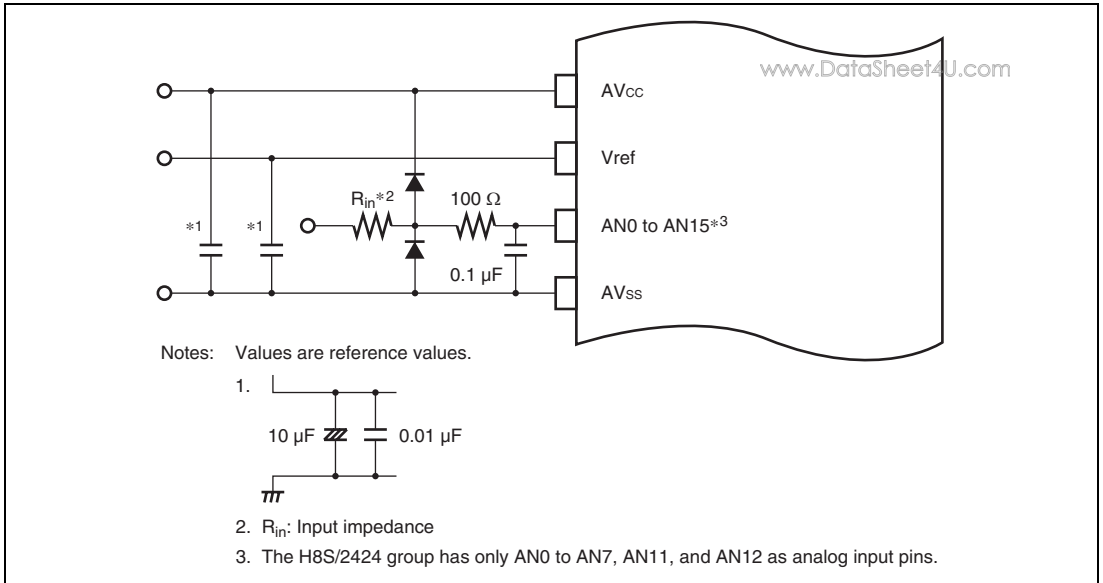 www.DataSheet4U.com
AVcc
Vref
Rin*2
100 Ω
*1
*1
AN0 to AN15*3
0.1 µF
AVss
Notes: Values are reference values.
1.
10 µF
0.01 µF
2. Rin: Input impedance
3. The H8S/2424 group has only AN0 to AN7, AN11, and AN12 as analog input pins.